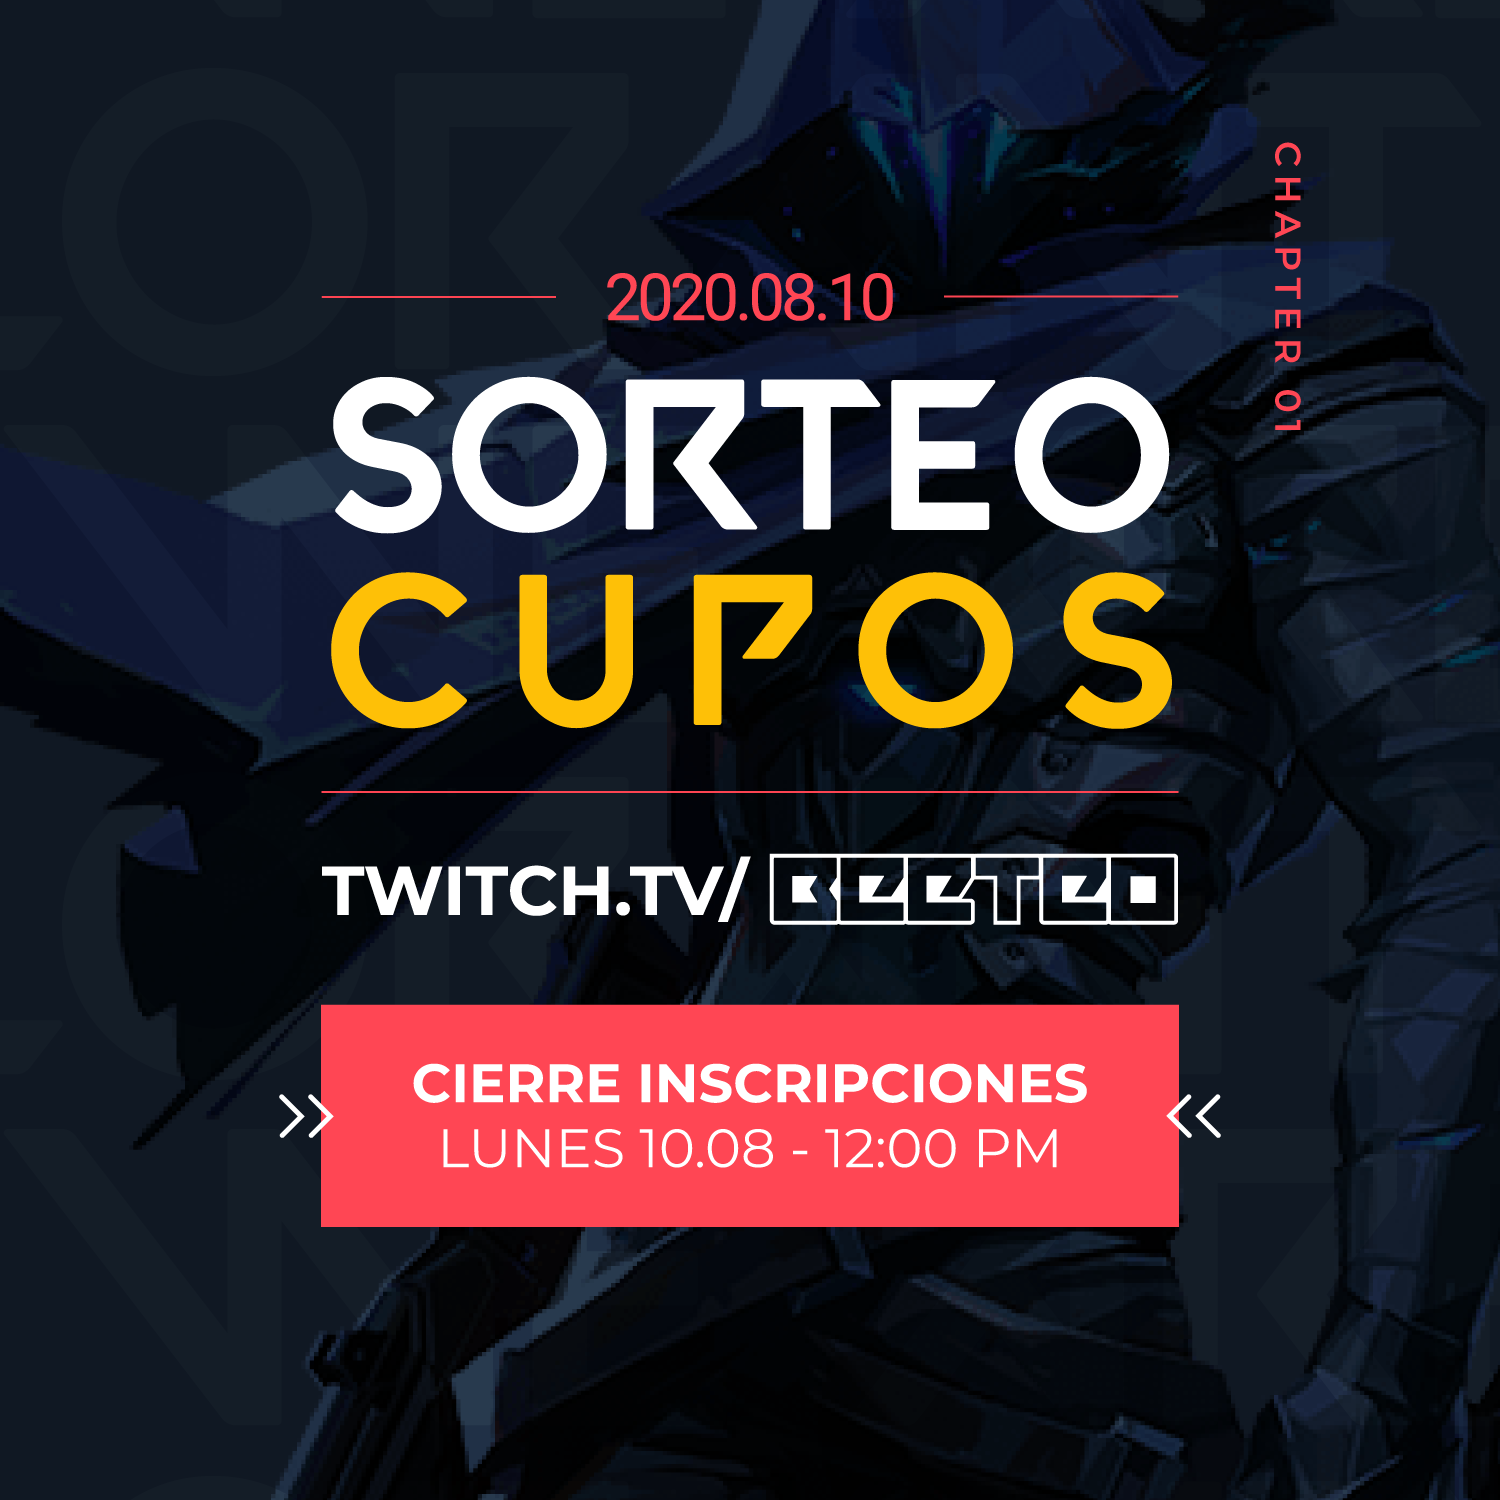 CHAPTER 01
2020.08.10
SORTEO
CUPOS
TWITCH.TV/BEETEO
CIERRE INSCRIPCIONES
LUNES 10.08 - 12:00 PM